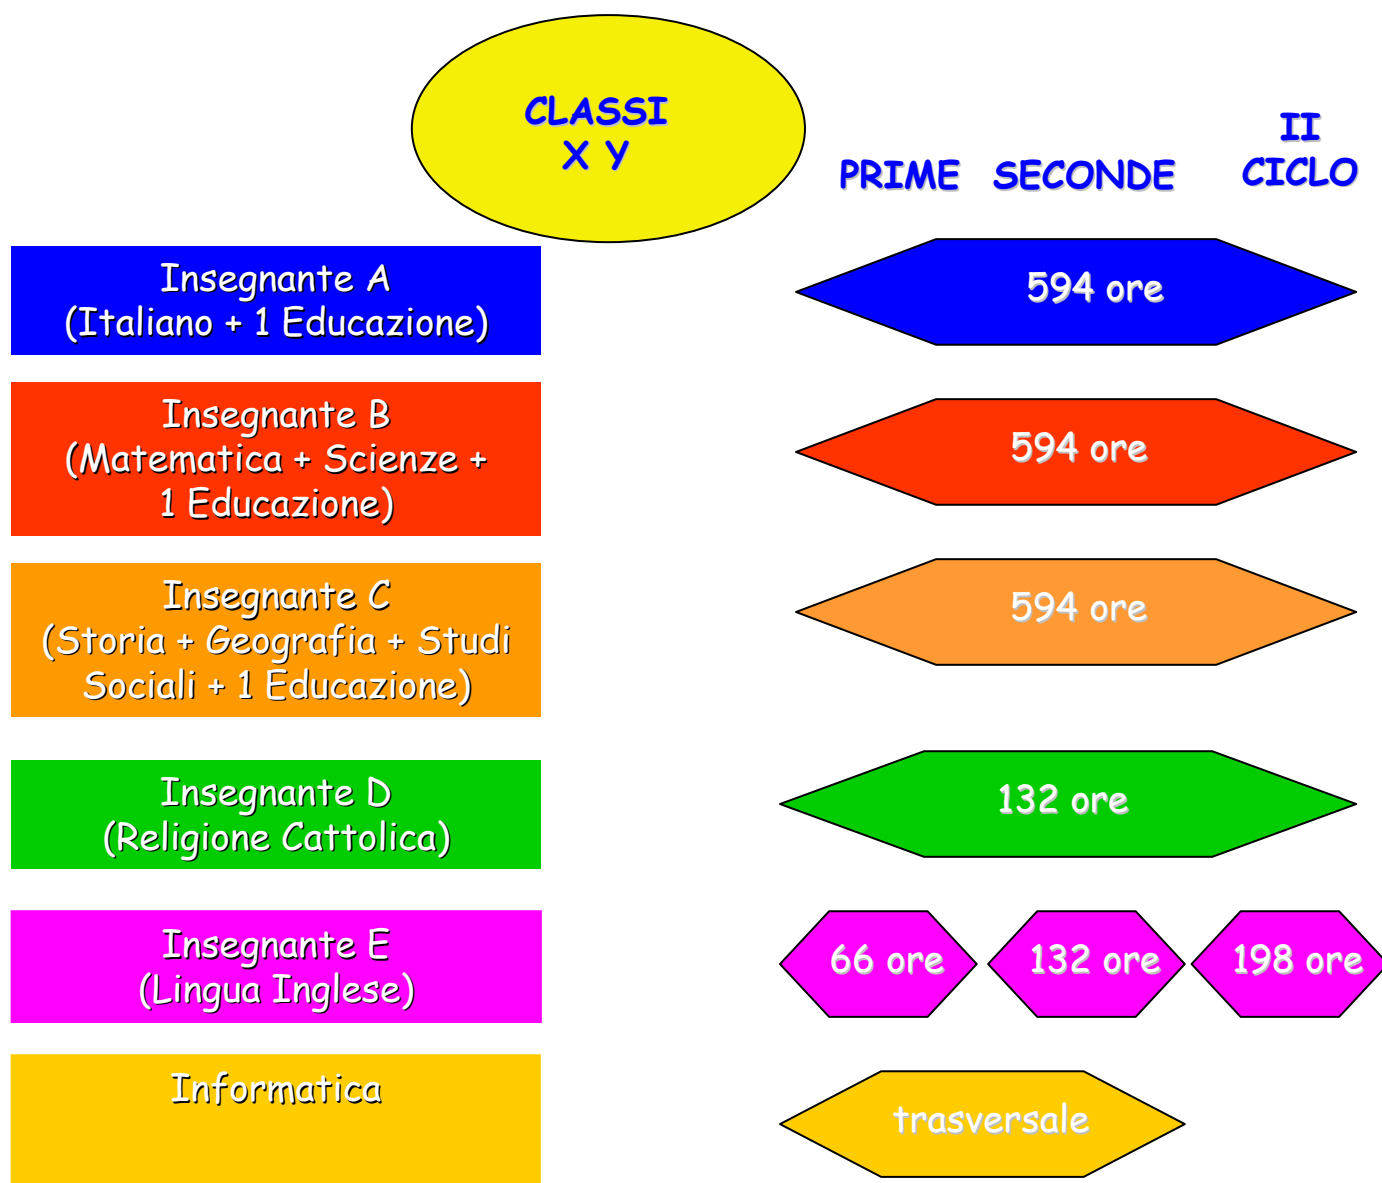 CLASSI
X Y
PRIME
SECONDE
II
CICLO
Insegnante A
(Italiano + 1 Educazione)
594 ore
Insegnante B
(Matematica + Scienze +
1 Educazione)
594 ore
Insegnante C
(Storia + Geografia + Studi
Sociali + 1 Educazione)
594 ore
Insegnante D
(Religione Cattolica)
132 ore
Insegnante E
(Lingua Inglese)
66 ore
132 ore
198 ore
Informatica
trasversale